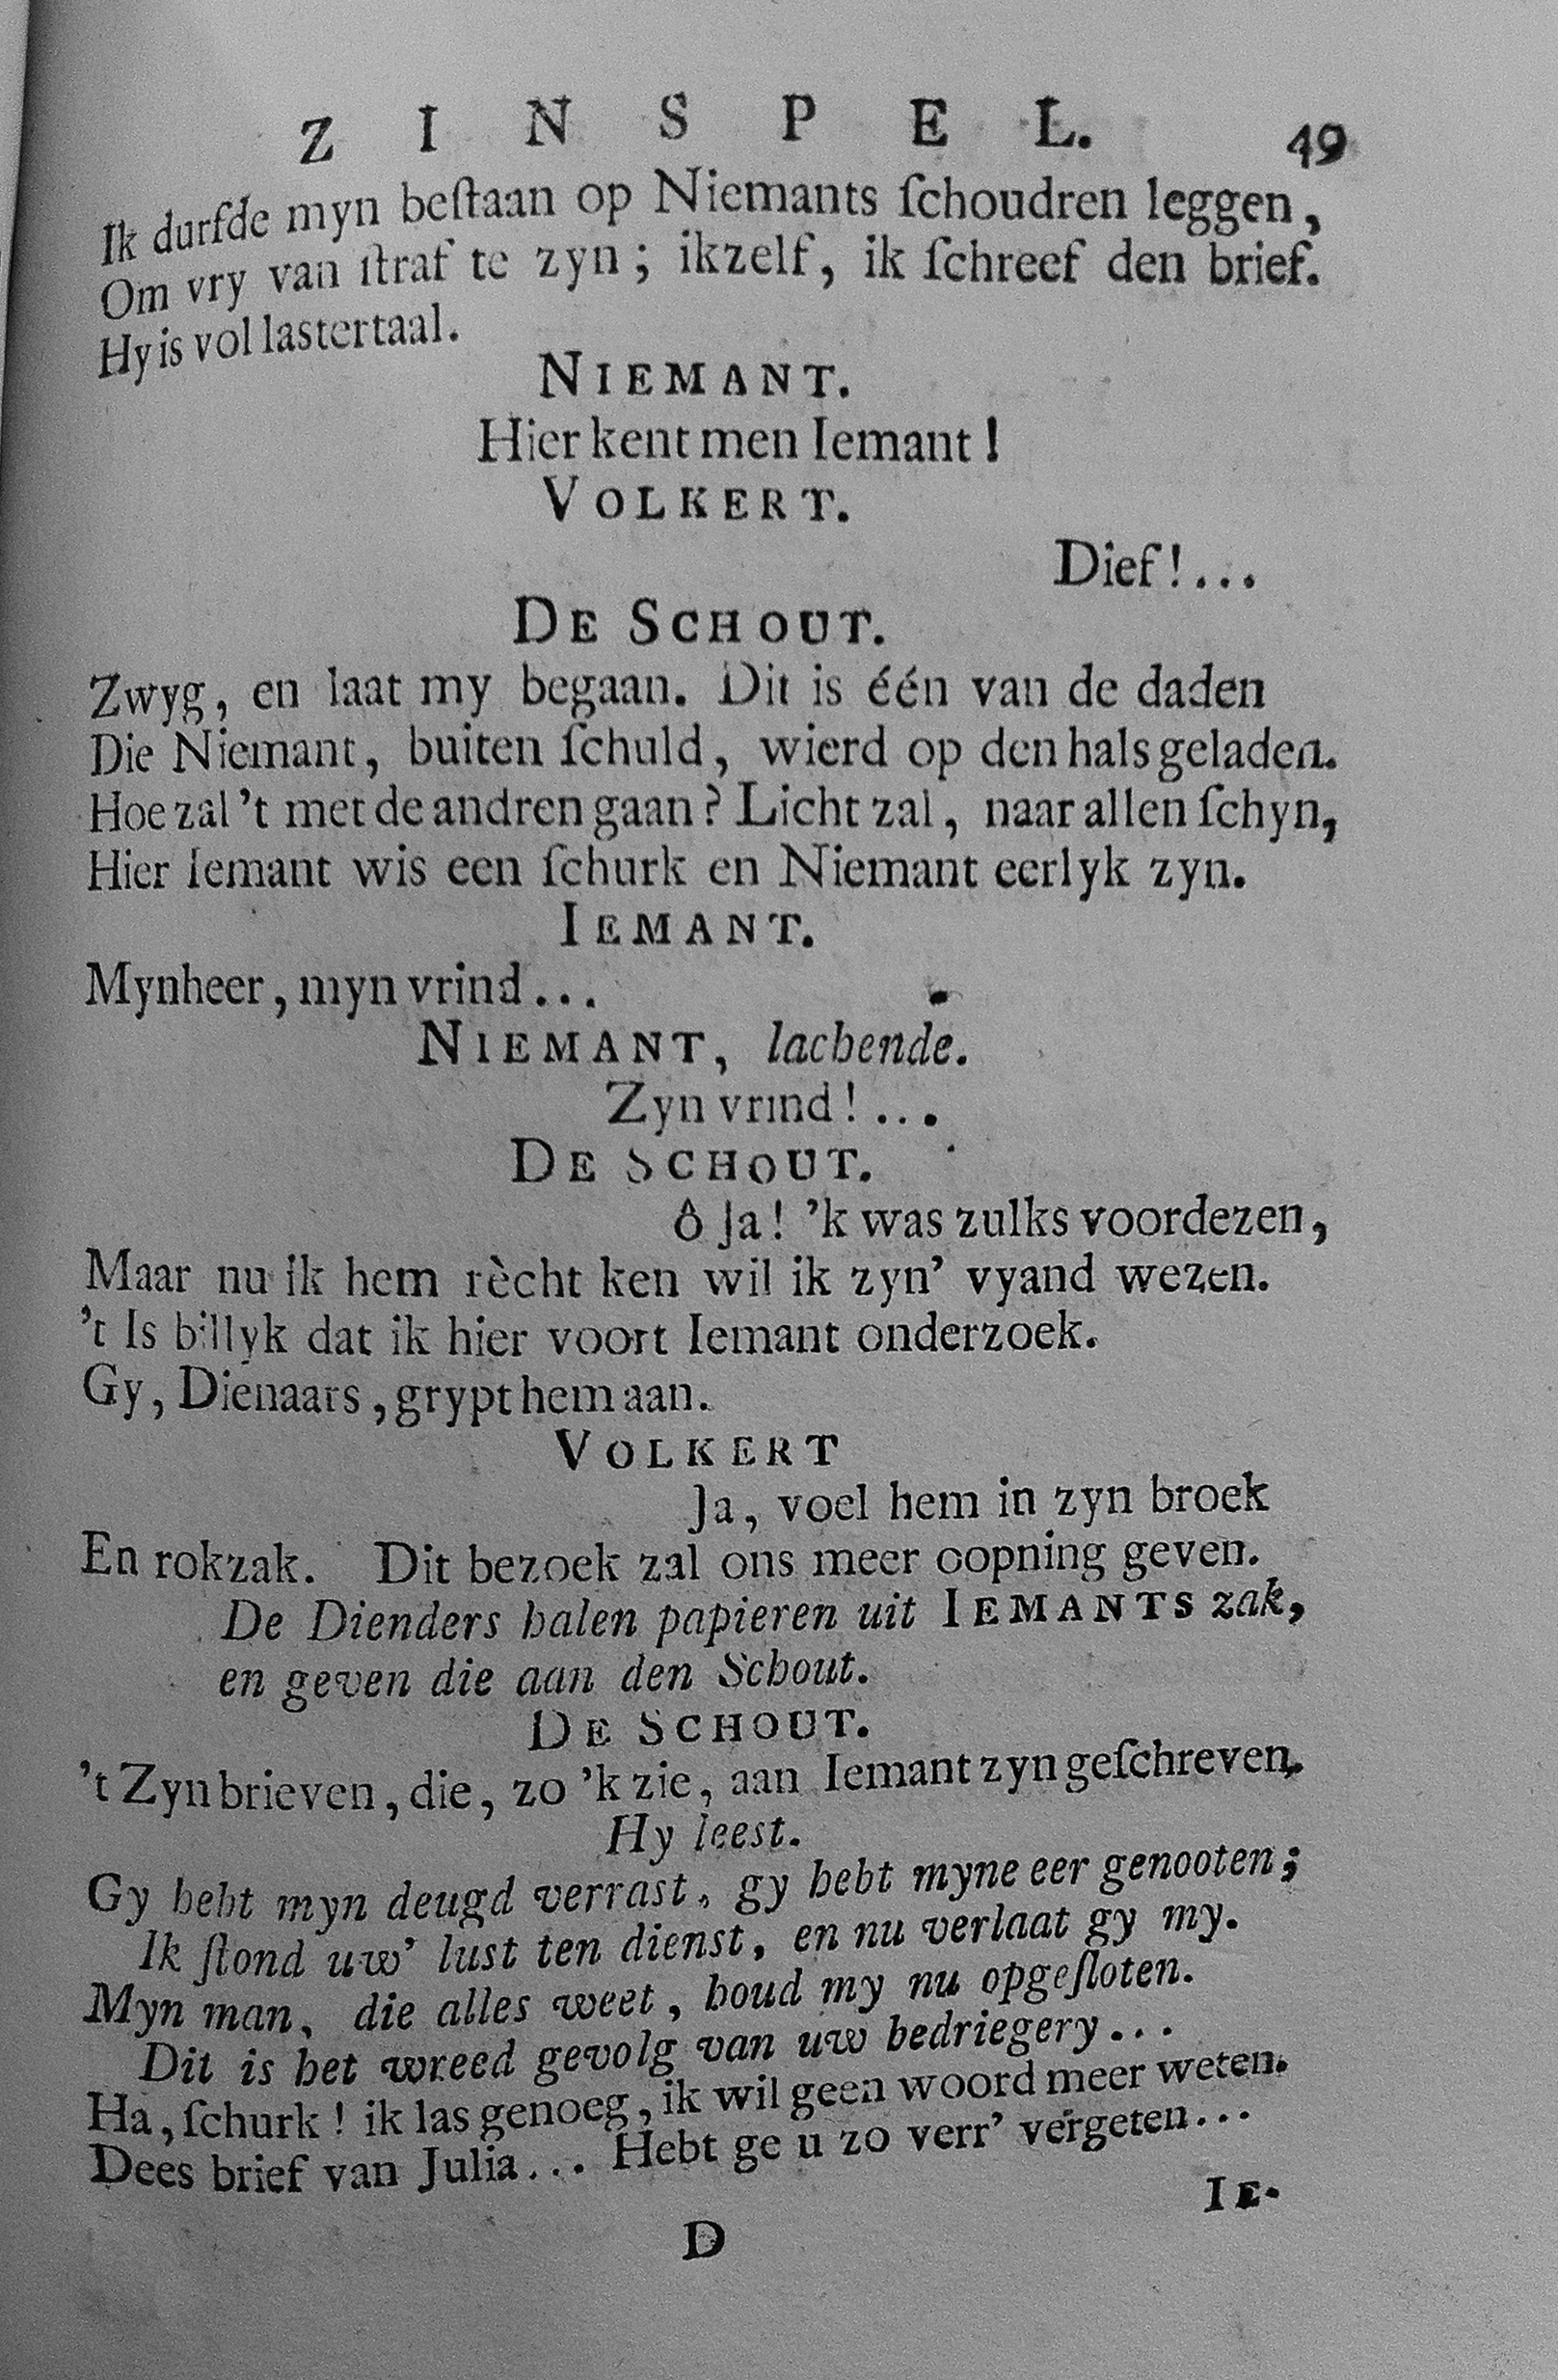 ZINSPEL. 49
Ik durfde myn beſtaan op Niemants ſchoudren leggen,
Om vry van ſtraf te zyn; ikzelf, ik ſchreef den brief.
Hy is vol lastertaal.
NIEMANT.
Hier kent men Iemant!
VOLKERT.
Dief!...
DE SCHOUT.
Zwyg, en laat my begaan. Dit is één van de daden
Die Niemant, buiten ſchuld, wierd op den hals geladen.
Hoe zal 't met de andren gaan? Licht zal, naar allen ſchyn,
Hier Iemant wis een ſchurk en Niemant eerlyk zyn.
IEMANT.
Mynheer, myn vrind...
NIEMANT, lachende.
Zyn vrind!...
DE SCHOUT.
ô Ja! 'k was zulks voordezen,
Maar nu ik hem rècht ken wil ik zyn' vyand wezen.
't Is billyk dat ik hier voort Iemant onderzoek.
Gy, Dienaars, grypt hem aan.
VOLKERT
Ja, voel hem in zyn broek
En rokzak. Dit bezoek zal ons meer oopning geven.
De Dienders halen papieren uit IEMANTS zak,
en geven die aan den Schout.
DE SCHOUT.
't Zyn brieven, die, zo 'k zie, aan Iemant zyn geſchreven.
Hy leest.
Gy hebt myn deugd verrast, gy hebt myne eer genooten;
Ik ſtond uw' lust ten dienst, en nu verlaat gy my.
Myn man, die alles weet, houd my nu opgeſloten.
Dit is het wreed gevolg van uw bedriegery...
Ha, ſchurk! ik las genoeg, ik wil geen woord meer weten.
Dees brief van Julia... Hebt ge u zo verr' vergeten...
D IE-